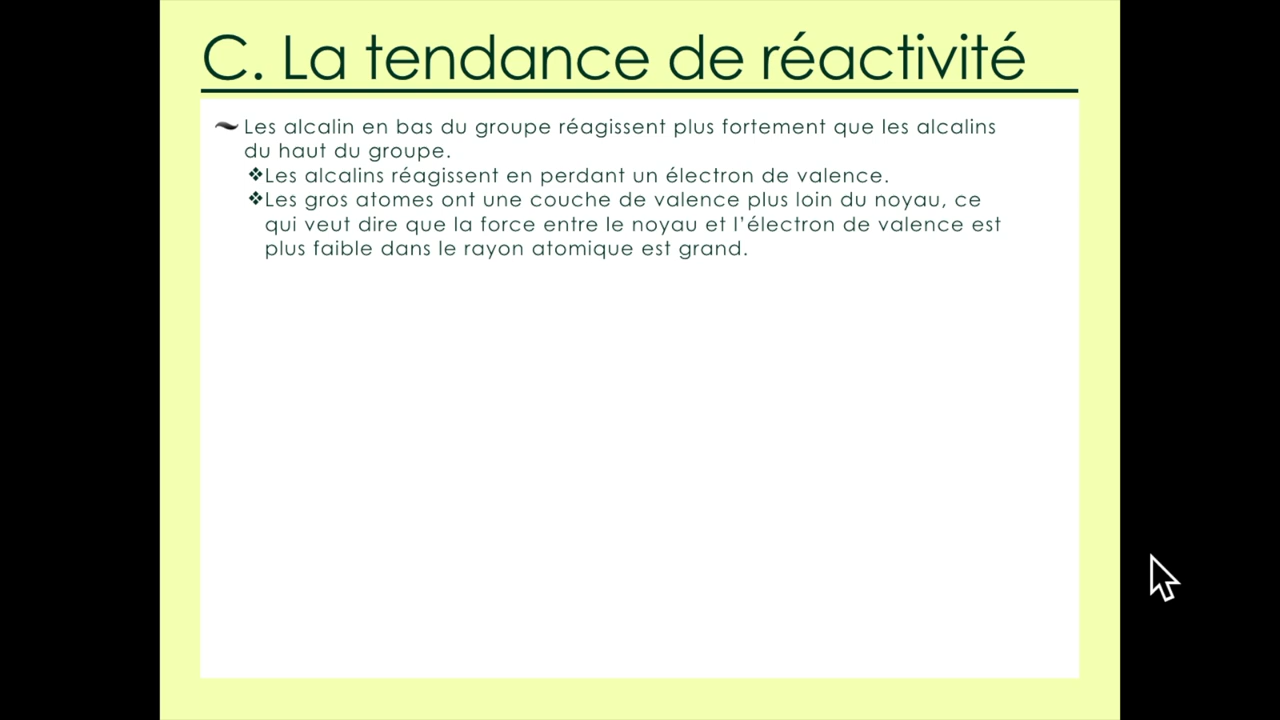 C. La tendance de réactivité
Les alcalin en bas du groupe réagissent plus fortement que les alcalins
du haut du groupe.
❖Les alcalins réagissent en perdant un électron de valence.
❖Les gros atomes ont une couche de valence plus loin du noyau, ce
qui veut dire que la force entre le noyau et l’électron de valence est
plus faible dans le rayon atomique est grand.